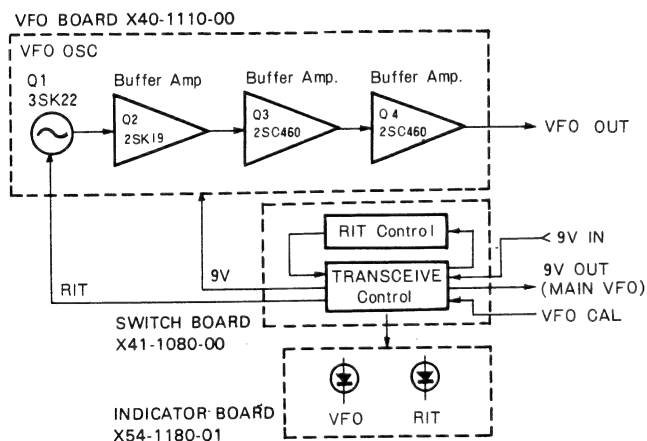 VFO BOARD X40-1110-00
VFO OSC
Q1
3SK22
Buffer Amp
Buffer Amp.
Buffer Amp.
Q2
2SK19
Q3
2SC460
Q4
2SC460
VFO OUT
RIT Control
9V IN
9V
TRANSCEIVE
Control
9V OUT
(MAIN VFO)
RIT
VFO CAL
SWITCH BOARD
X41-1080-00
INDICATOR BOARD
X54-1180-01
VFO
RIT